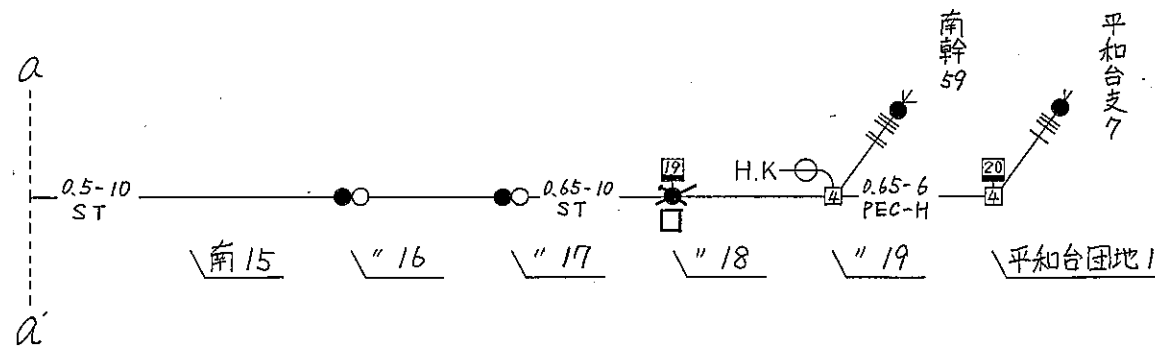 南幹59
平和台支7
a
19
20
H.K
0.5-10
ST
0.65-10
ST
4
0.65-6
PEC-H
4
南15
〃16
〃17
〃18
〃19
平和台団地1
a'